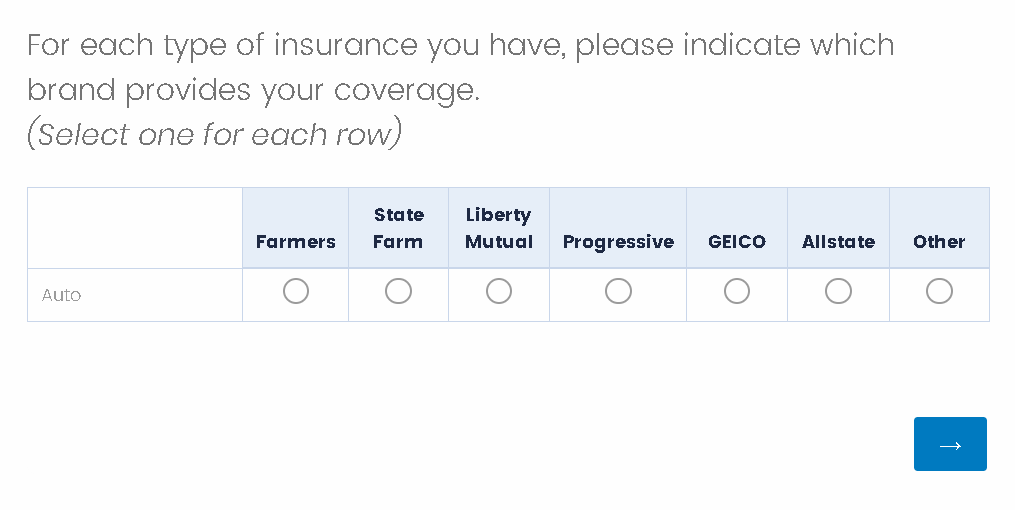 For each type of insurance you have, please indicate which
brand provides your coverage.
(Select one for each row)
Farmers State Farm Liberty Mutual Progressive GEICO Allstate Other
Auto
→